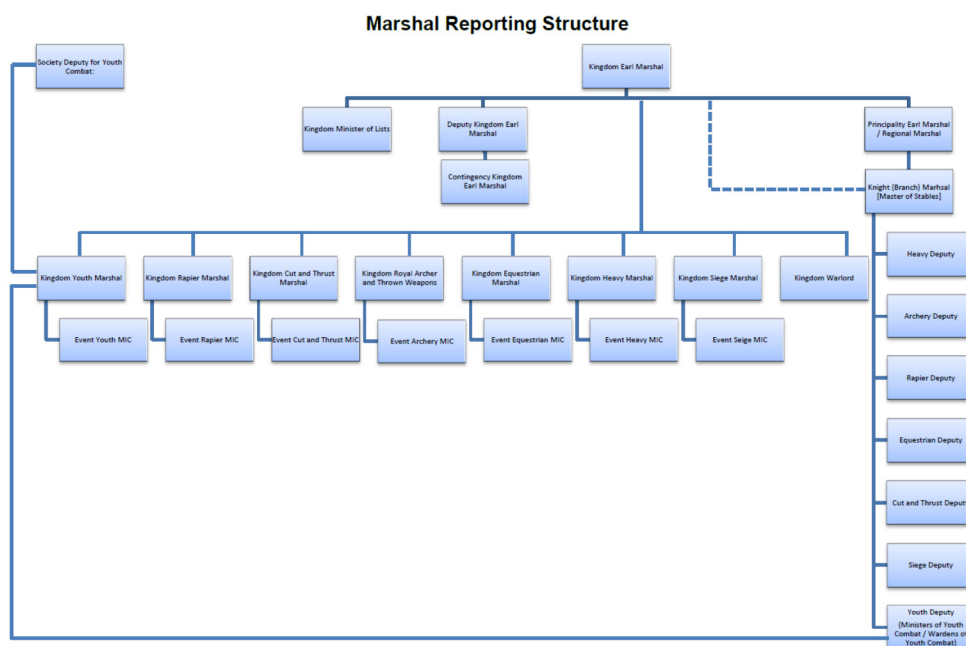 Marshal Reporting Structure
Society Deputy for Youth
Combat:
Kingdom Earl Marshal
Kingdom Minister of Lists
Deputy Kingdom Earl
Marshal
Principality Earl Marshal
/ Regional Marshal
Contingency Kingdom
Earl Marshal
Knight (Branch) Marhsal
[Master of Stables]
Heavy Deputy
Kingdom Youth Marshal
Kingdom Rapier Marshal
Kingdom Cut and Thrust
Marshal
Kingdom Royal Archer
and Thrown Weapons
Kingdom Equestrian
Marshal
Kingdom Heavy Marshal
Kingdom Siege Marshal
Kingdom Warlord
Archery Deputy
Event Youth MIC
Event Rapier MIC
Event Cut and Thrust MIC
Event Archery MIC
Event Equestrian MIC
Event Heavy MIC
Event Seige MIC
Rapier Deputy
Equestrian Deputy
Cut and Thrust Deputy
Siege Deputy
Youth Deputy
(Ministers of Youth
Combat / Wardens of
Youth Combat)